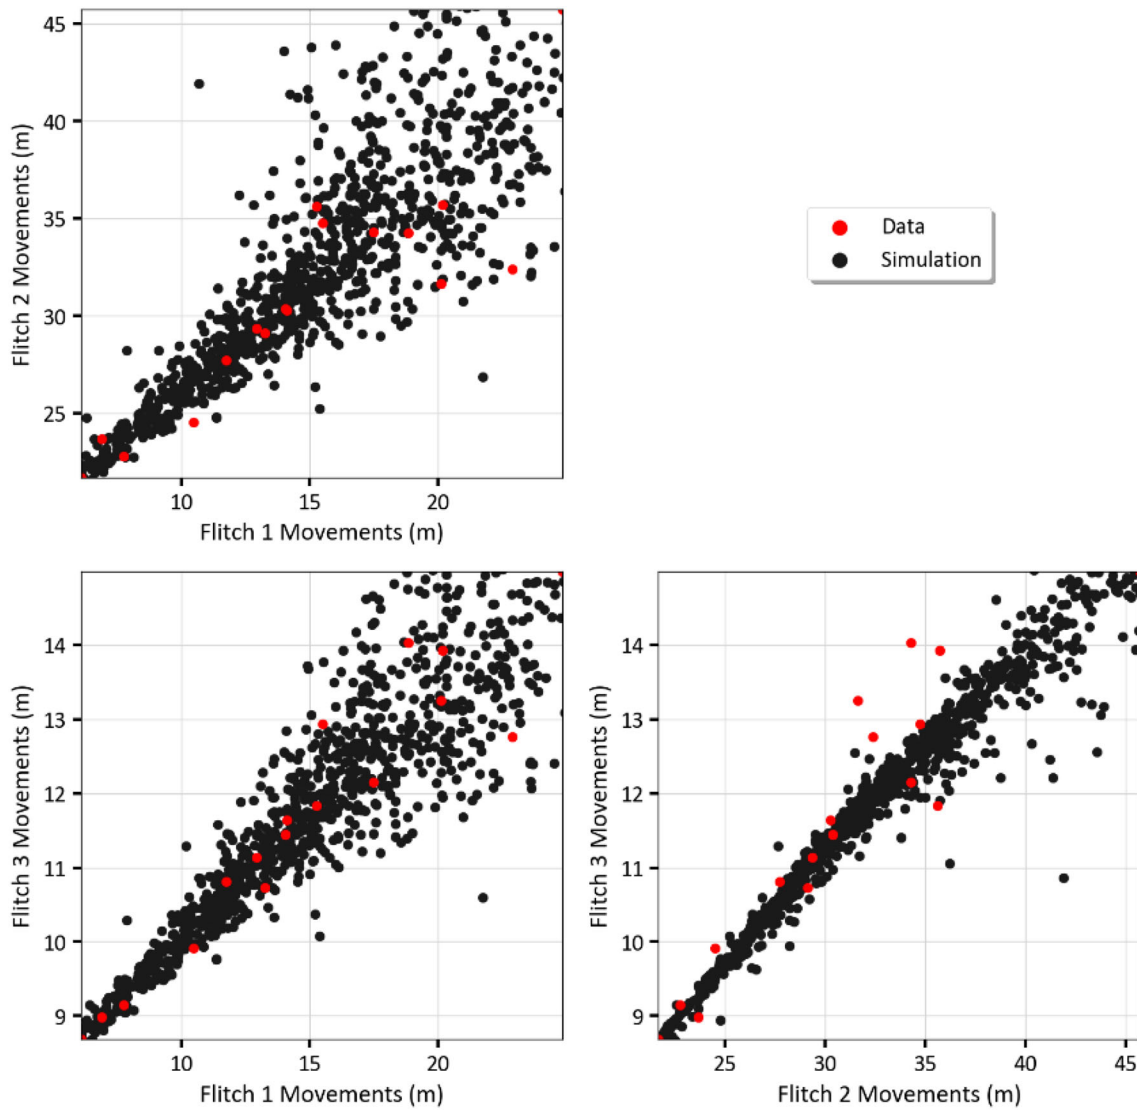 45
40
35
30
25
Flitch 2 Movements (m)
10 15 20
Flitch 1 Movements (m)
Data
Simulation
14
13
12
11
10
9
Flitch 3 Movements (m)
10 15 20
Flitch 1 Movements (m)
14
13
12
11
10
9
Flitch 3 Movements (m)
25 30 35 40 45
Flitch 2 Movements (m)